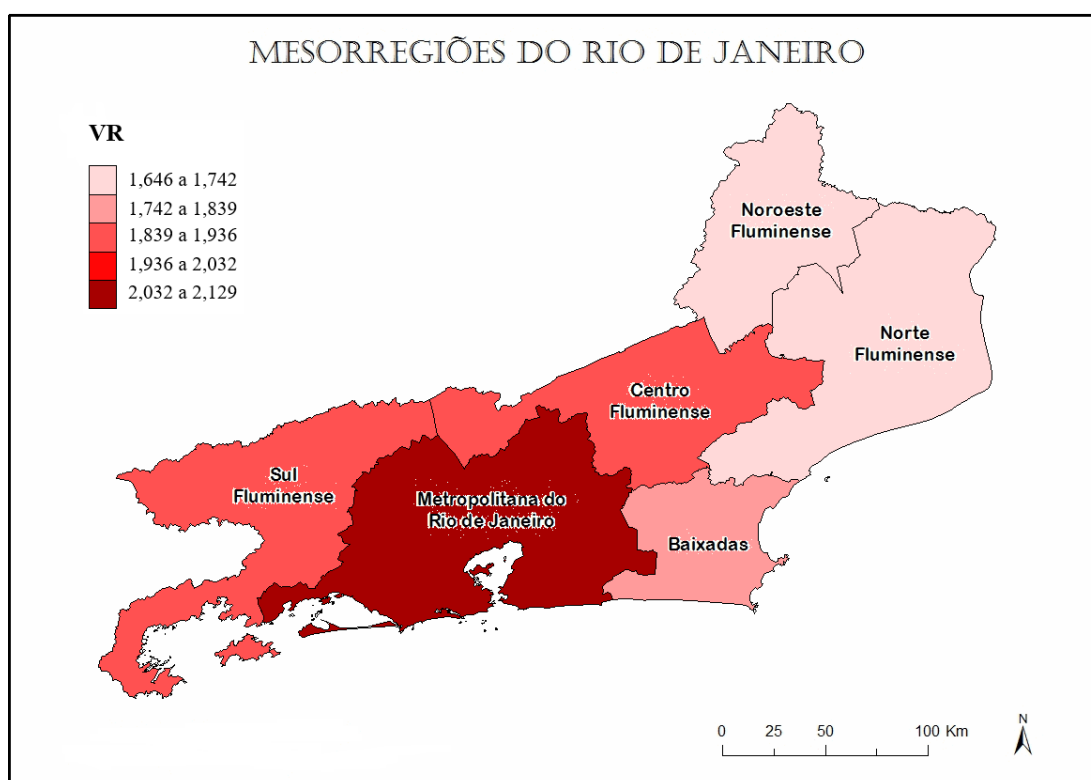 MESORREGIÕES DO RIO DE JANEIRO
VR
1,646 a 1,742
1,742 a 1,839
1,839 a 1,936
1,936 a 2,032
2,032 a 2,129
Noroeste
Fluminense
Norte
Fluminense
Centro
Fluminense
Sul
Fluminense
Metropolitana do
Rio de Janeiro
Baixadas
0 25 50 100 Km
N